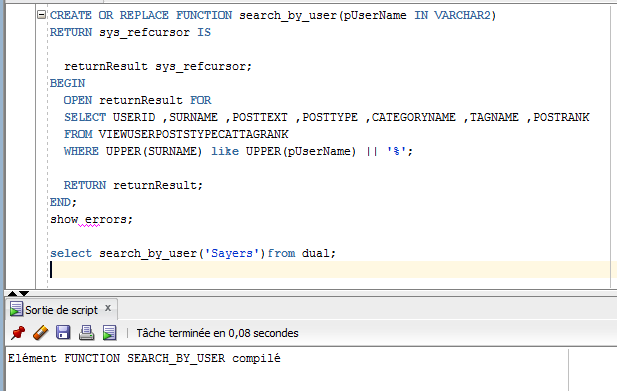 CREATE OR REPLACE FUNCTION search_by_user(pUserName IN VARCHAR2)
RETURN sys_refcursor IS
returnResult sys_refcursor;
BEGIN
OPEN returnResult FOR
SELECT USERID ,SURNAME ,POSTTEXT ,POSTTYPE ,CATEGORYNAME ,TAGNAME ,POSTRANK
FROM VIEWUSERPOSTSTYPECATTAGRANK
WHERE UPPER(SURNAME) like UPPER(pUserName) || '%';
RETURN returnResult;
END;
show errors;
select search_by_user('Sayers')from dual;
Sortie de script x
Tâche terminée en 0,08 secondes
Elément FUNCTION SEARCH_BY_USER compilé